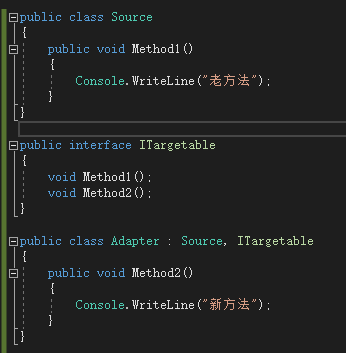 public class Source
{
    public void Method1()
    {
        Console.WriteLine("老方法");
    }
}
public interface ITargetable
{
    void Method1();
    void Method2();
}
public class Adapter : Source, ITargetable
{
    public void Method2()
    {
        Console.WriteLine("新方法");
    }
}